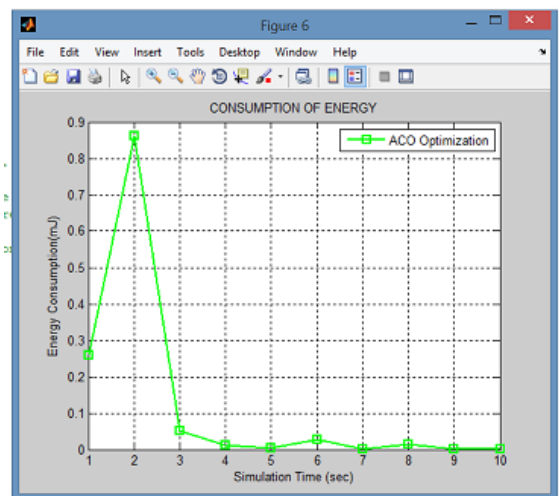 Figure 6
File Edit View Insert Tools Desktop Window Help
CONSUMPTION OF ENERGY
ACO Optimization
Energy Consumption(mJ)
0.9
0.8
0.7
0.6
0.5
0.4
0.3
0.2
0.1
0
1 2 3 4 5 6 7 8 9 10
Simulation Time (sec)